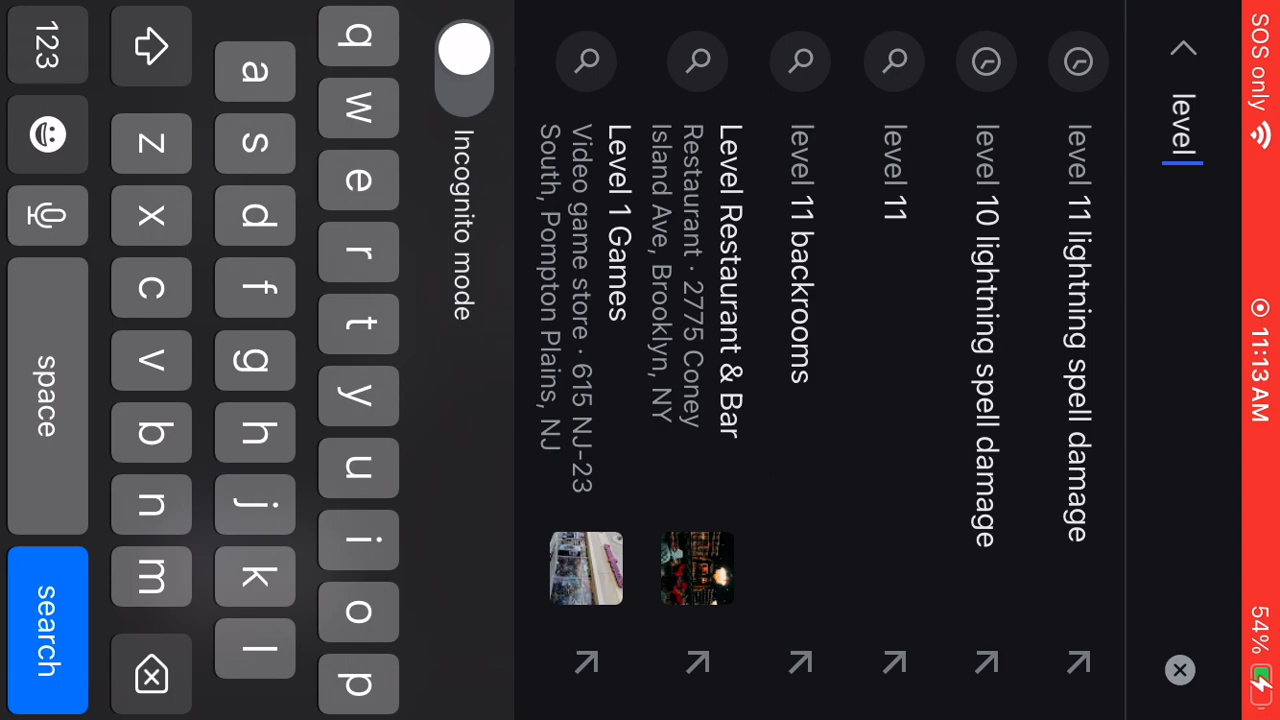 SOS only 11:13 AM 54%
level
level 11 lightning spell damage
level 10 lightning spell damage
level 11
level 11 backrooms
Level Restaurant & Bar
Restaurant · 2775 Coney
Island Ave, Brooklyn, NY
Level 1 Games
Video game store · 615 NJ-23
South, Pompton Plains, NJ
Incognito mode
q w e r t y u i o p
a s d f g h j k l
z x c v b n m
123 space search